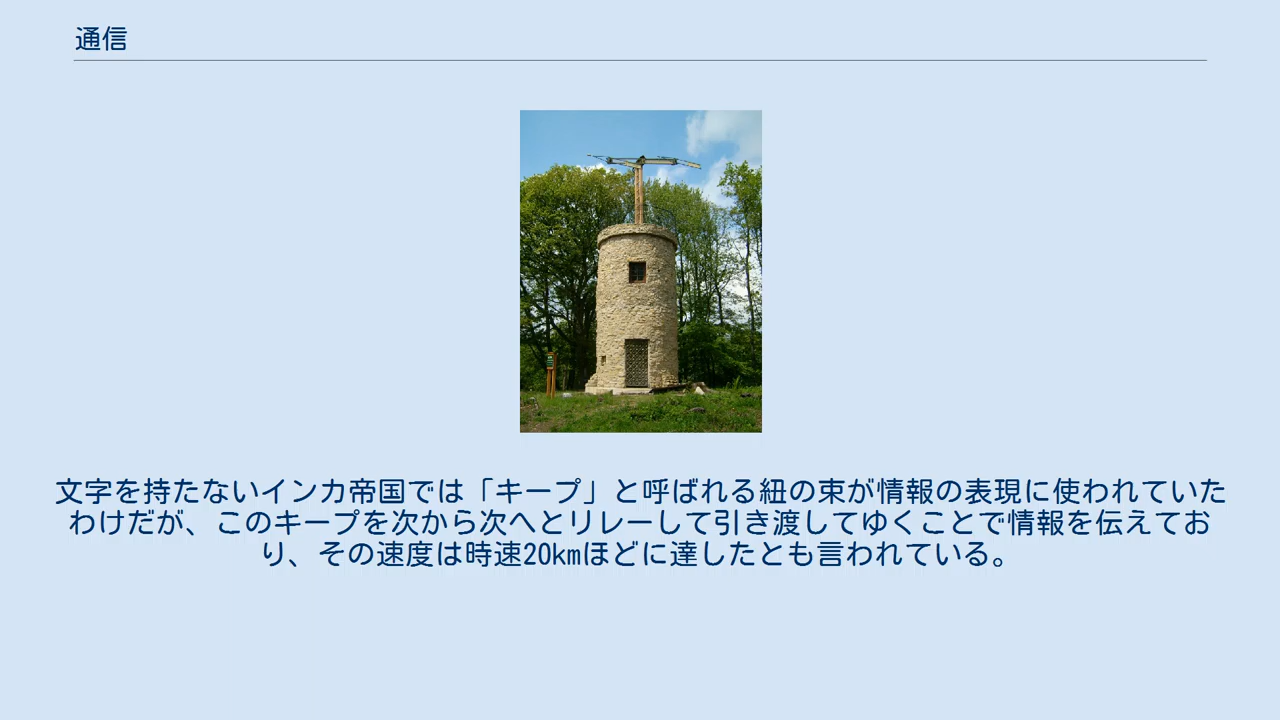 通信
文字を持たないインカ帝国では「キープ」と呼ばれる紐の束が情報の表現に使われていた
わけだが、このキープを次から次へとリレーして引き渡してゆくことで情報を伝えてお
り、その速度は時速20kmほどに達したとも言われている。